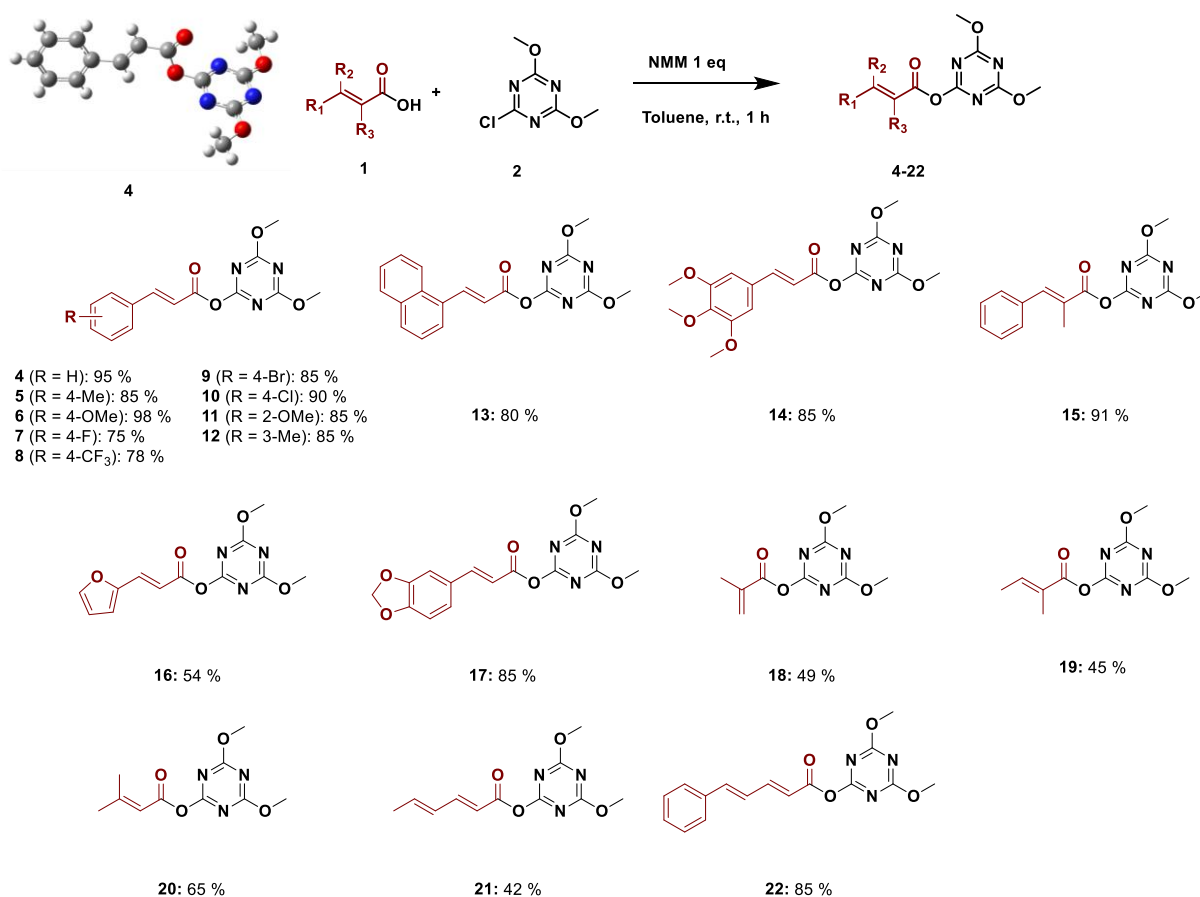 NMM 1 eq
Toluene, r.t., 1 h
R2
R1
R3
O
OH
+
O
N
N
N
Cl
O
R2
R1
R3
O
O
N
N
N
O
O
4
1
2
4-22
R
O
O
N
N
N
O
O
4 (R = H): 95 %
5 (R = 4-Me): 85 %
6 (R = 4-OMe): 98 %
7 (R = 4-F): 75 %
8 (R = 4-CF3): 78 %
9 (R = 4-Br): 85 %
10 (R = 4-Cl): 90 %
11 (R = 2-OMe): 85 %
12 (R = 3-Me): 85 %
O
O
N
N
N
O
O
13: 80 %
O
O
O
O
O
N
N
N
O
O
14: 85 %
O
O
N
N
N
O
O
15: 91 %
O
O
O
N
N
N
O
O
16: 54 %
O
O
O
O
N
N
N
O
O
17: 85 %
O
O
N
N
N
O
O
18: 49 %
O
O
N
N
N
O
O
19: 45 %
O
O
N
N
N
O
O
20: 65 %
O
O
N
N
N
O
O
21: 42 %
O
O
N
N
N
O
O
22: 85 %